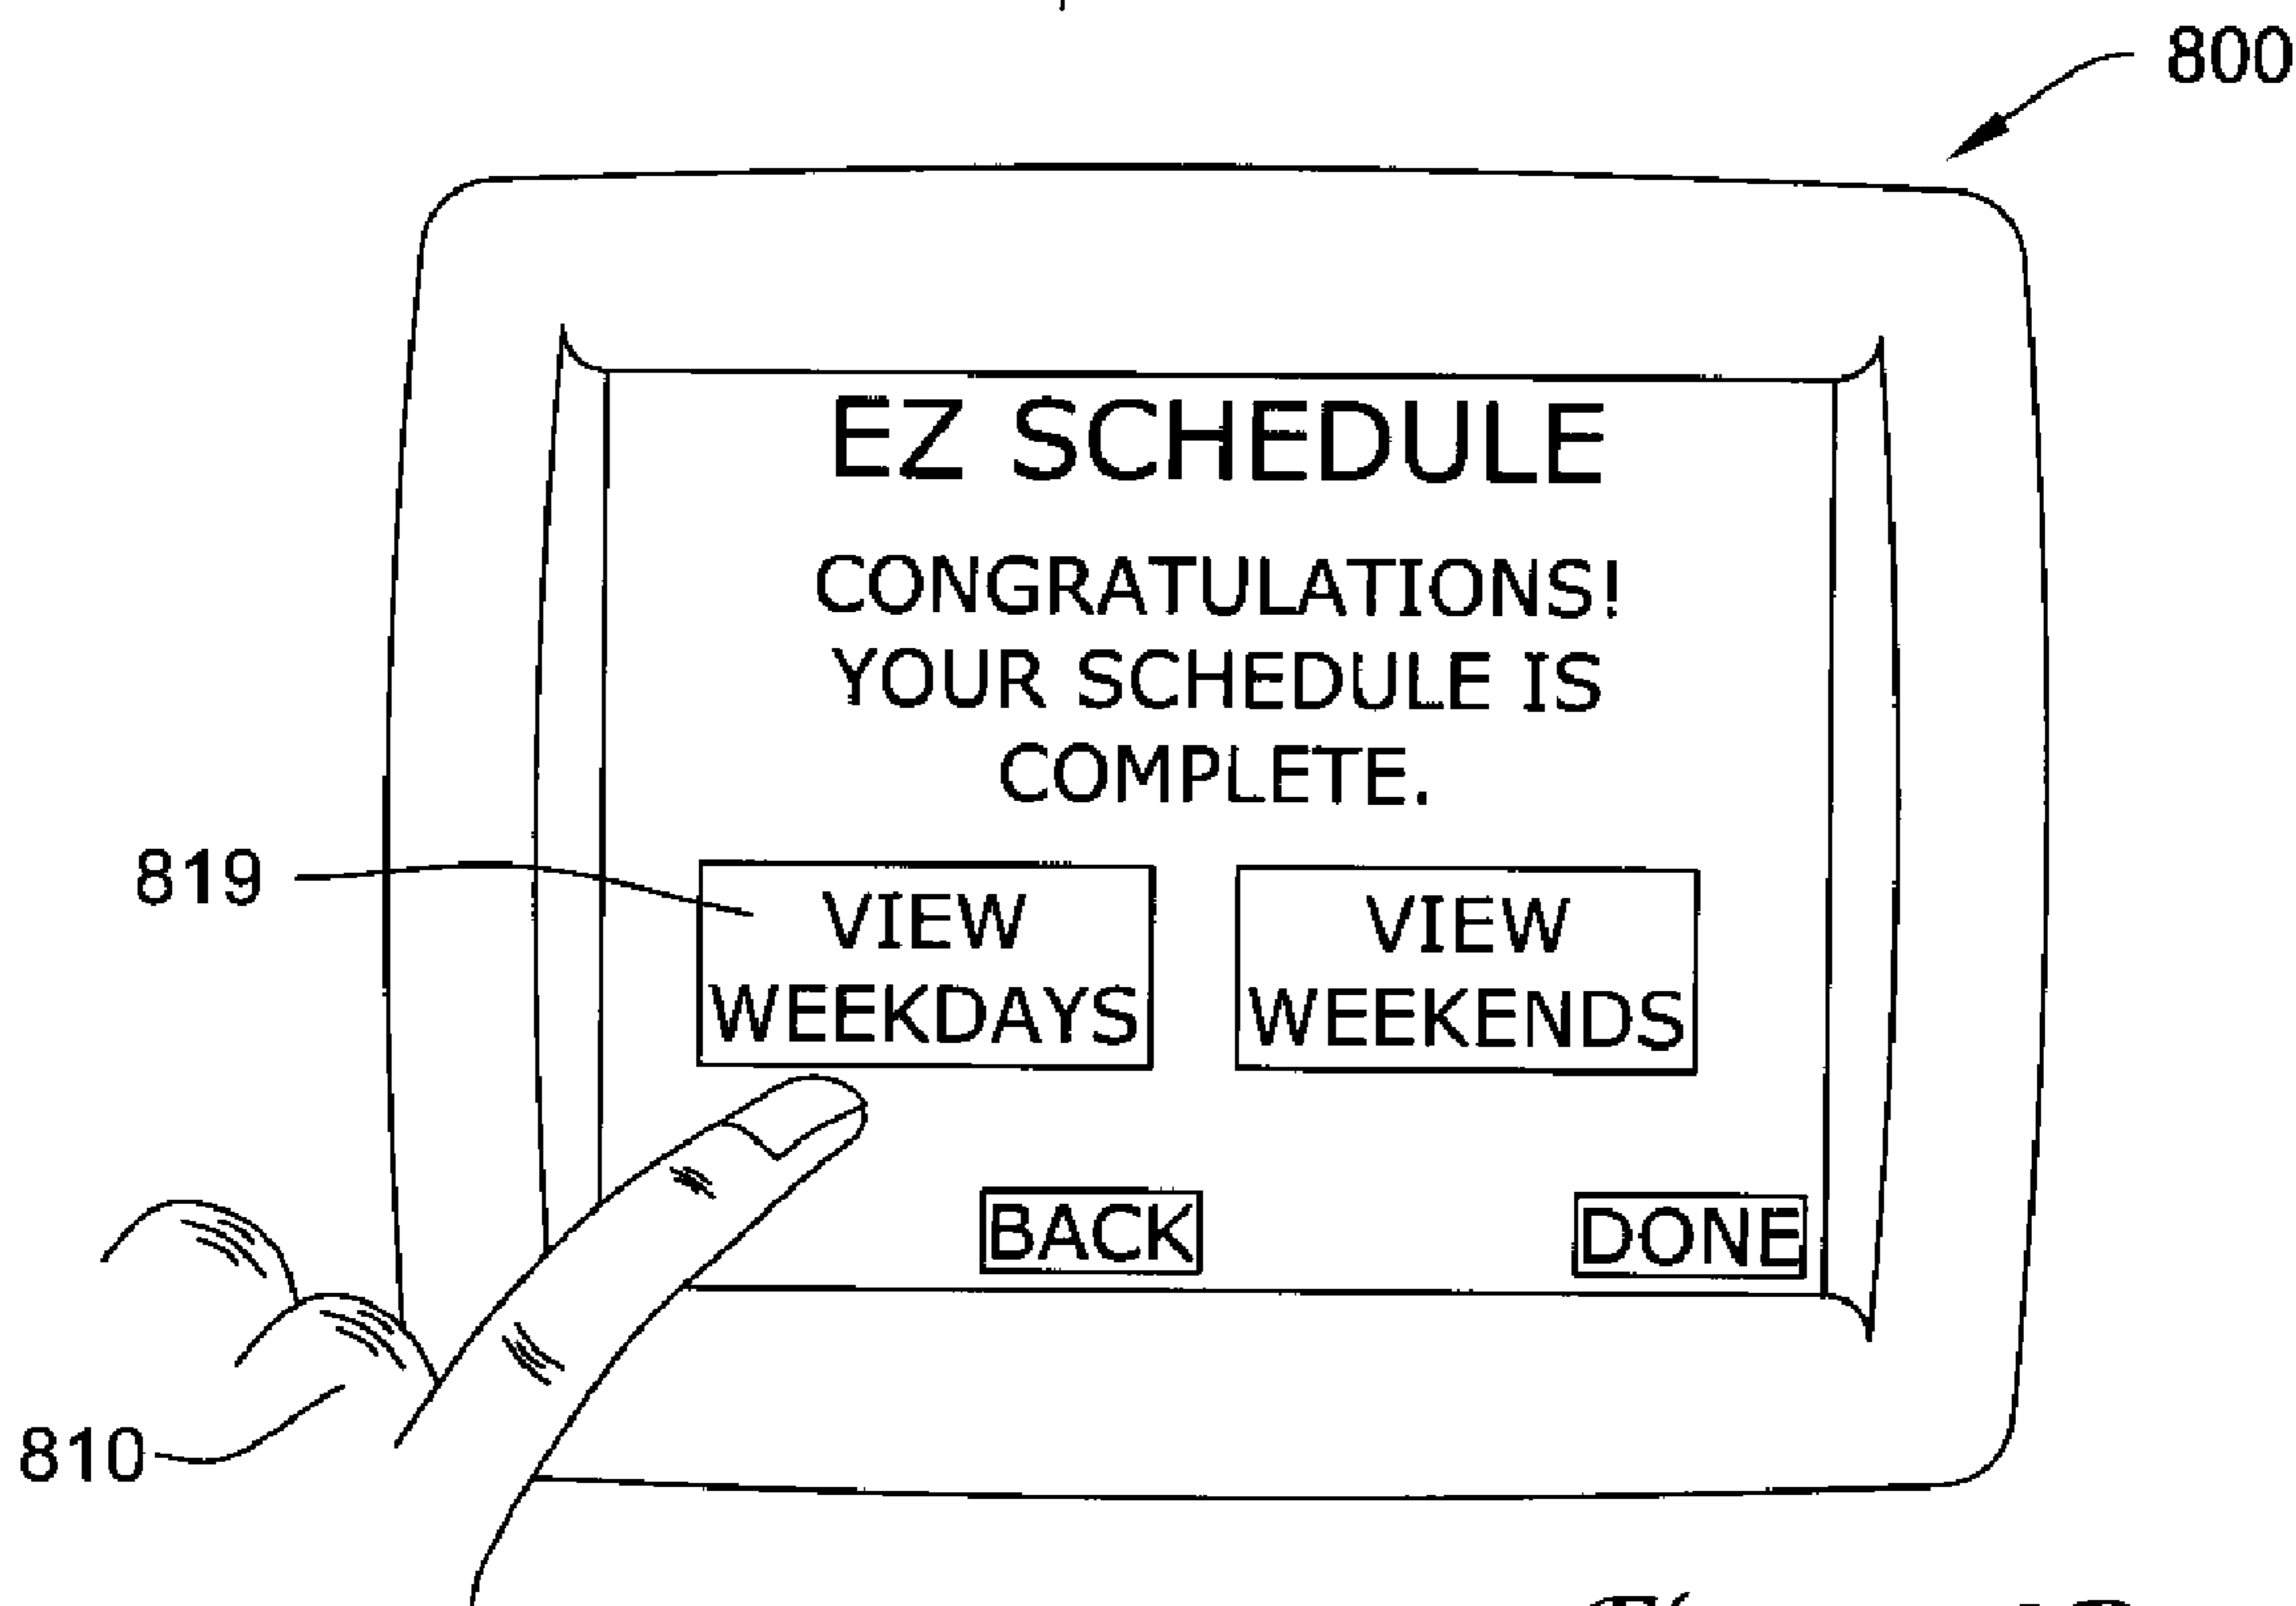 800
EZ SCHEDULE
CONGRATULATIONS!
YOUR SCHEDULE IS
COMPLETE.
819
VIEW
WEEKDAYS
VIEW
WEEKENDS
BACK
DONE
810